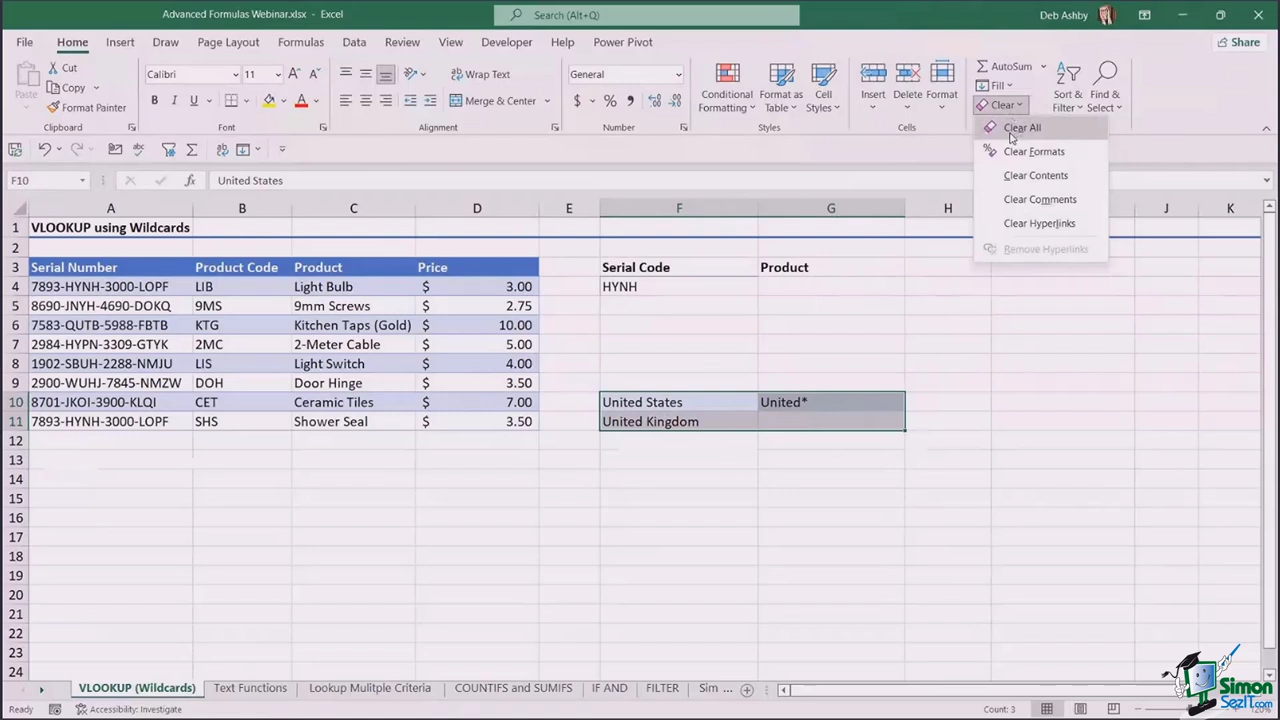 Advanced Formulas Webinar.xlsx - Excel
Search (Alt+Q)
Deb Ashby
File Home Insert Draw Page Layout Formulas Data Review View Developer Help Power Pivot
Share
Paste
Cut
Copy
Format Painter
Clipboard
Calibri 11
B I U
Font
Wrap Text
Merge & Center
Alignment
General
$ % 
Number
Conditional Formatting
Format as Table
Cell Styles
Styles
Insert
Delete
Format
Cells
AutoSum
Fill
Clear
Sort & Filter
Find & Select
Clear All
Clear Formats
Clear Contents
Clear Comments
Clear Hyperlinks
Remove Hyperlinks
F10 fx United States
A B C D E F G H J K
1 VLOOKUP using Wildcards
2
3 Serial Number Product Code Product Price Serial Code Product
4 7893-HYNH-3000-LOPF LIB Light Bulb $ 3.00 HYNH
5 8690-JNYH-4690-DOKQ 9MS 9mm Screws $ 2.75
6 7583-QUTB-5988-FBTB KTG Kitchen Taps (Gold) $ 10.00
7 2984-HYPN-3309-GTYK 2MC 2-Meter Cable $ 5.00
8 1902-SBUH-2288-NMJU LIS Light Switch $ 4.00
9 2900-WUHJ-7845-NMZW DOH Door Hinge $ 3.50
10 8701-JKOI-3900-KLQI CET Ceramic Tiles $ 7.00 United States United*
11 7893-HYNH-3000-LOPF SHS Shower Seal $ 3.50 United Kingdom
12
13
14
15
16
17
18
19
20
21
22
23
24
VLOOKUP (Wildcards) Text Functions Lookup Mulitple Criteria COUNTIFS and SUMIFS IF AND FILTER Sim ...
Ready Accessibility: Investigate Count: 3 120%
Simon
SezIT.com